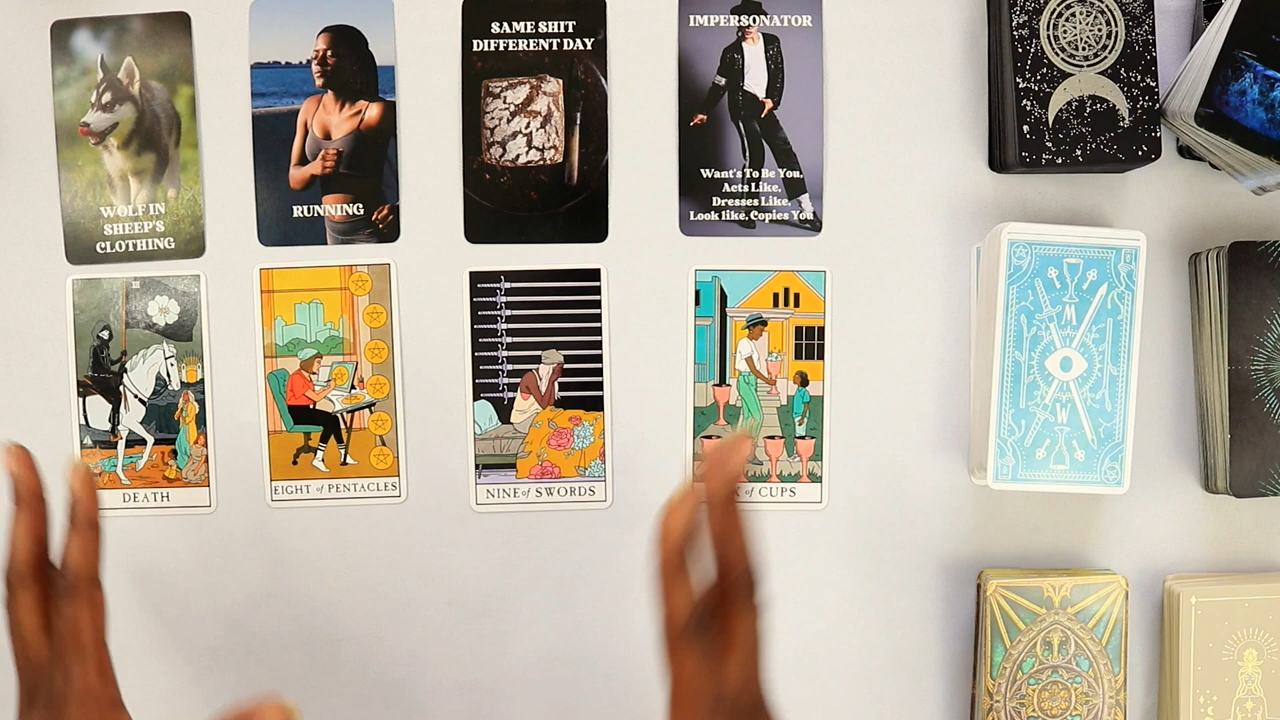 WOLF IN
SHEEP'S
CLOTHING
RUNNING
SAME SHIT
DIFFERENT DAY
IMPERSONATOR
Want's To Be You,
Acts Like,
Dresses Like,
Look like, Copies You
DEATH
EIGHT of PENTACLES
NINE of SWORDS
of CUPS
M
W